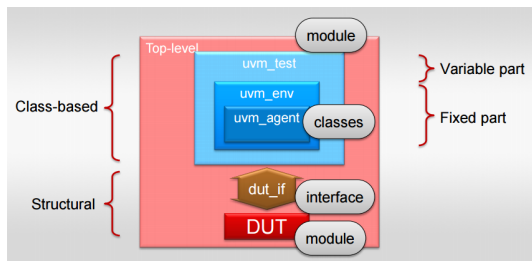 module
Top-level
uvm_test
Variable part
uvm_env
Class-based
uvm_agent
classes
Fixed part
dut_if
interface
Structural
DUT
module